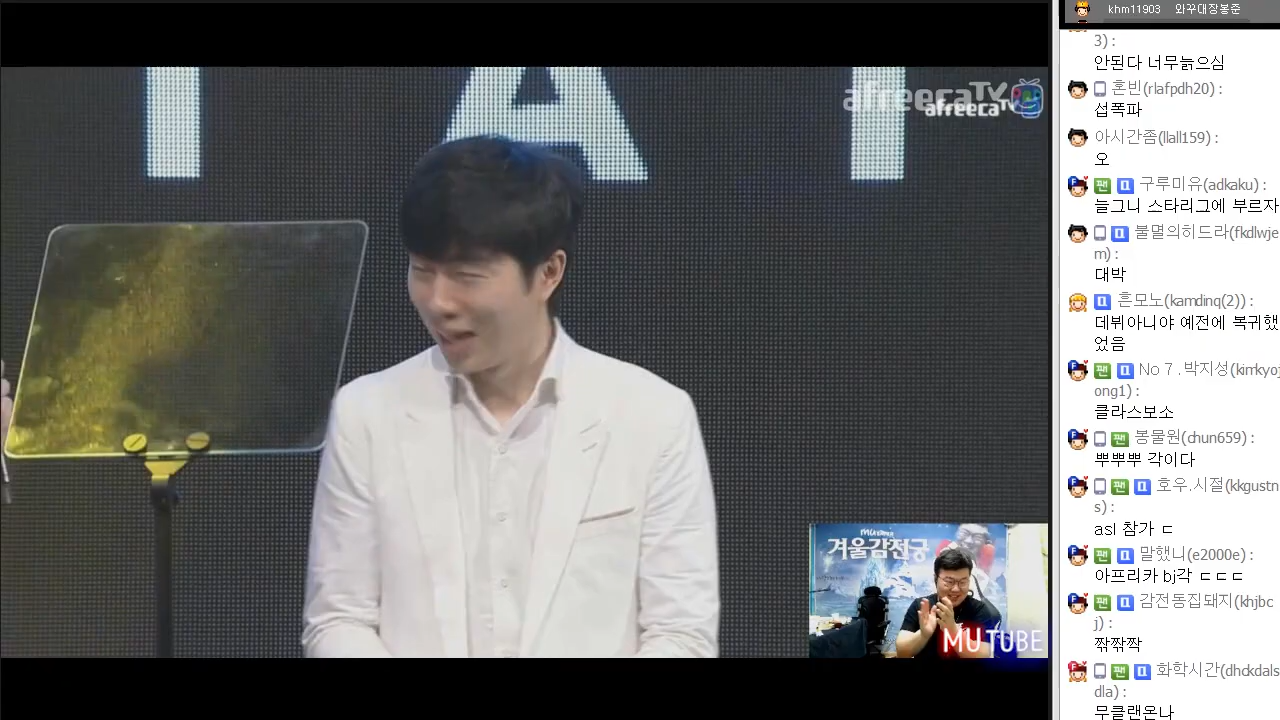 T A T
afreecaTV
afreecaTV
겨울감전궁
MUTUBE
khm11903 외꾸대장봉준
3) :
안된다 너무늙으심
혼빈(rlafpdh20) :
섭쪽파
아시간좀(llall159) :
오
F 팬 구루미유(adkaku) :
늘그니 스타리그에 부르자
불멸의히드라(fkdlwje
m) :
대박
흔모노(kamdinq(2)) :
데뷔아니야 예전에 복귀했
었음
F 팬 No 7 .박지성(kirrkyo
ong1) :
클라스보소
F 팬 봉물원(chun659) :
뿌뿌뿌 각이다
F 팬 호우.시절(kkgustn
s) :
asl 참가 ㄷ
F 팬 말했니(e2000e) :
아프리카 bj각 ㄷㄷㄷ
F 팬 감전동집돼지(khjbc
j) :
짞짞짝
F 팬 화학시간(dhckdals
dla) :
무클랜온나